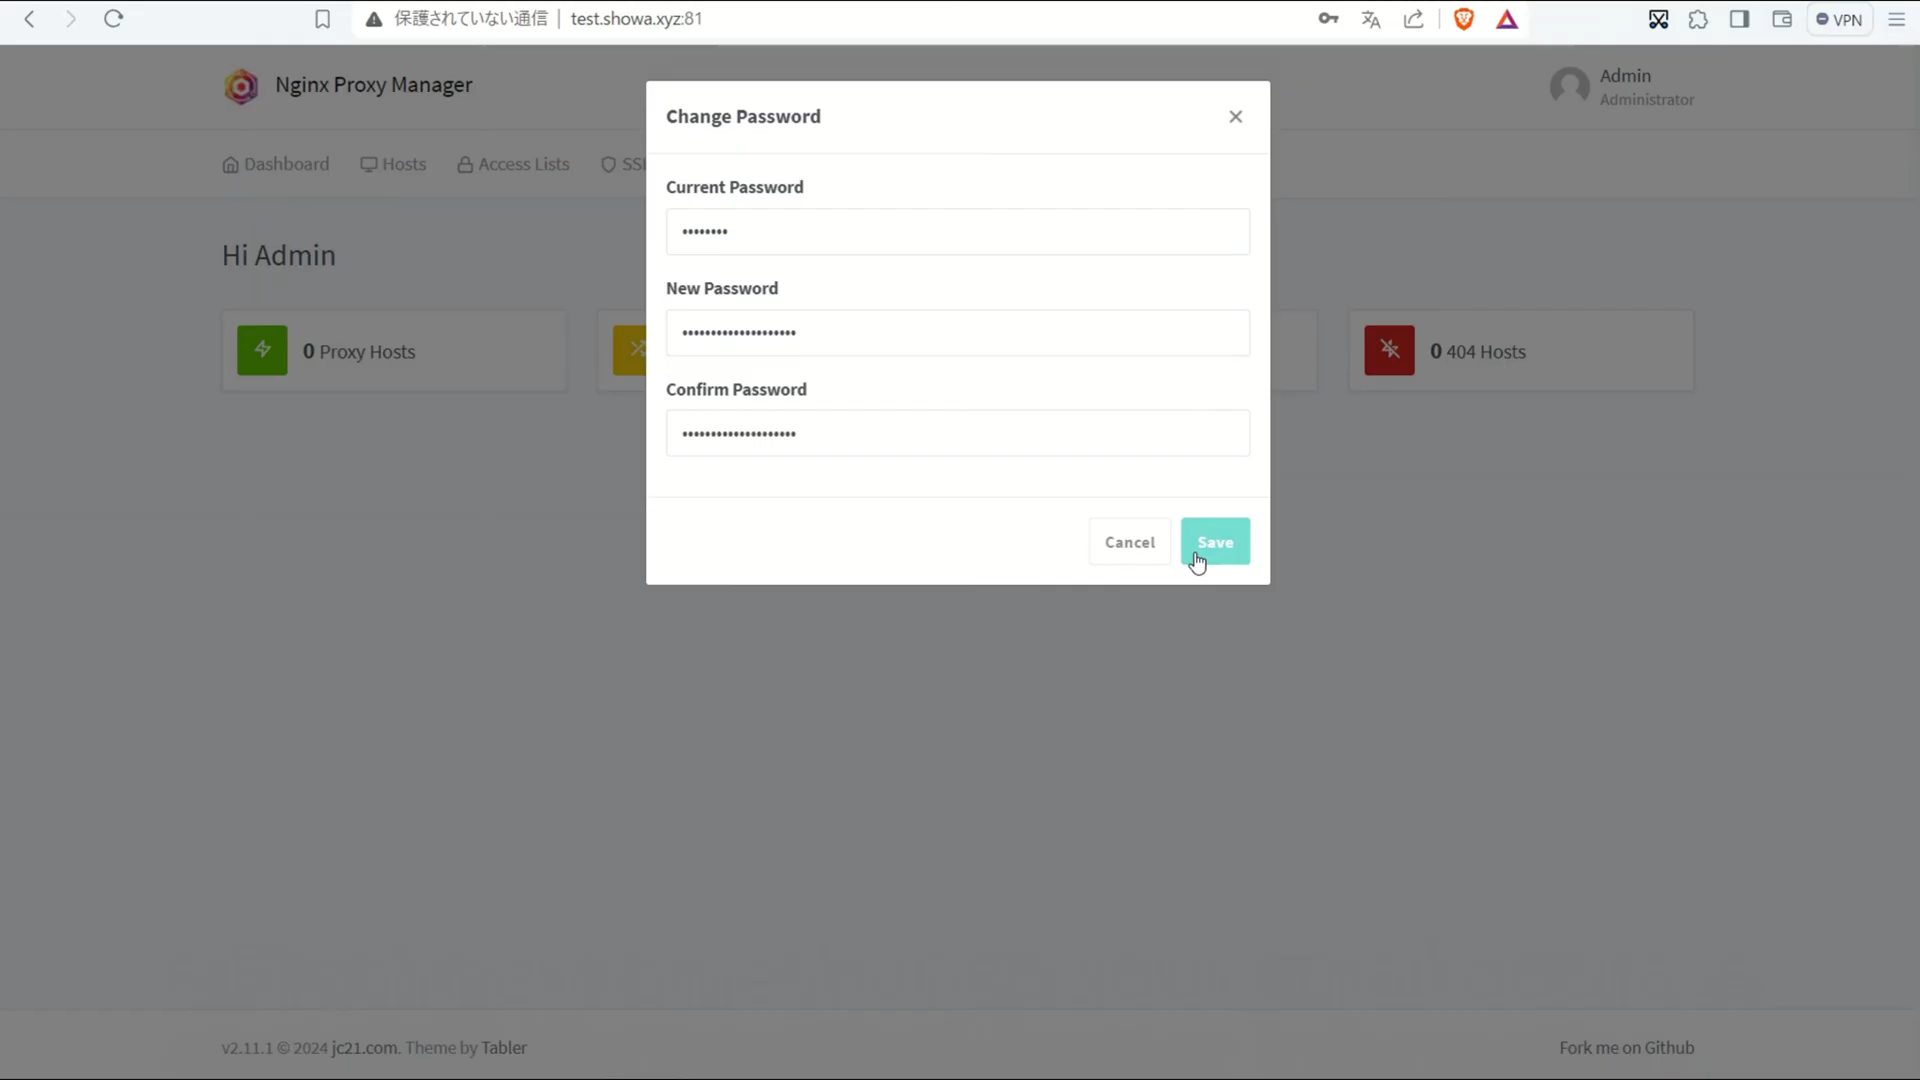 保護されていない通信 | test.showa.xyz:81
VPN
Nginx Proxy Manager
Admin
Administrator
Dashboard
Hosts
Access Lists
SSL
Change Password
Current Password
••••••••
New Password
••••••••••••••••••••
Confirm Password
••••••••••••••••••••
Cancel
Save
Hi Admin
0 Proxy Hosts
0 404 Hosts
v2.11.1 © 2024 jc21.com. Theme by Tabler
Fork me on Github